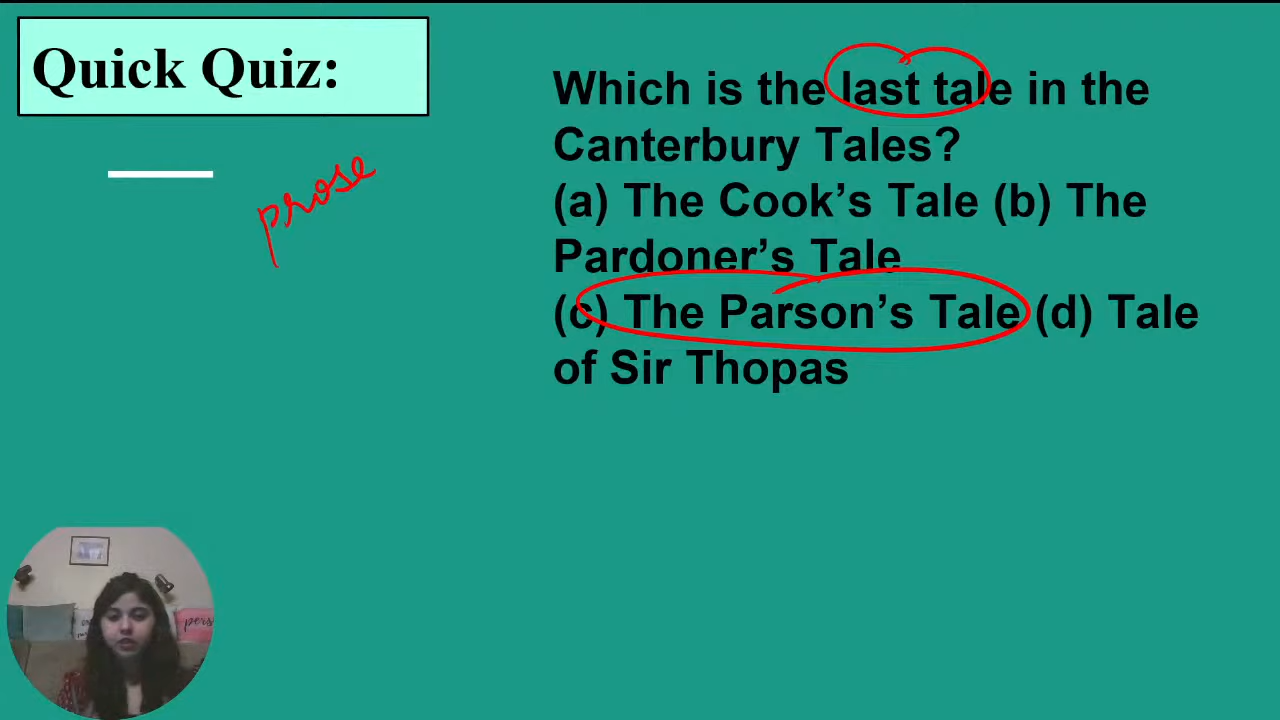 Quick Quiz:
prose
Which is the last tale in the
Canterbury Tales?
(a) The Cook's Tale (b) The
Pardoner's Tale
(c) The Parson's Tale (d) Tale
of Sir Thopas